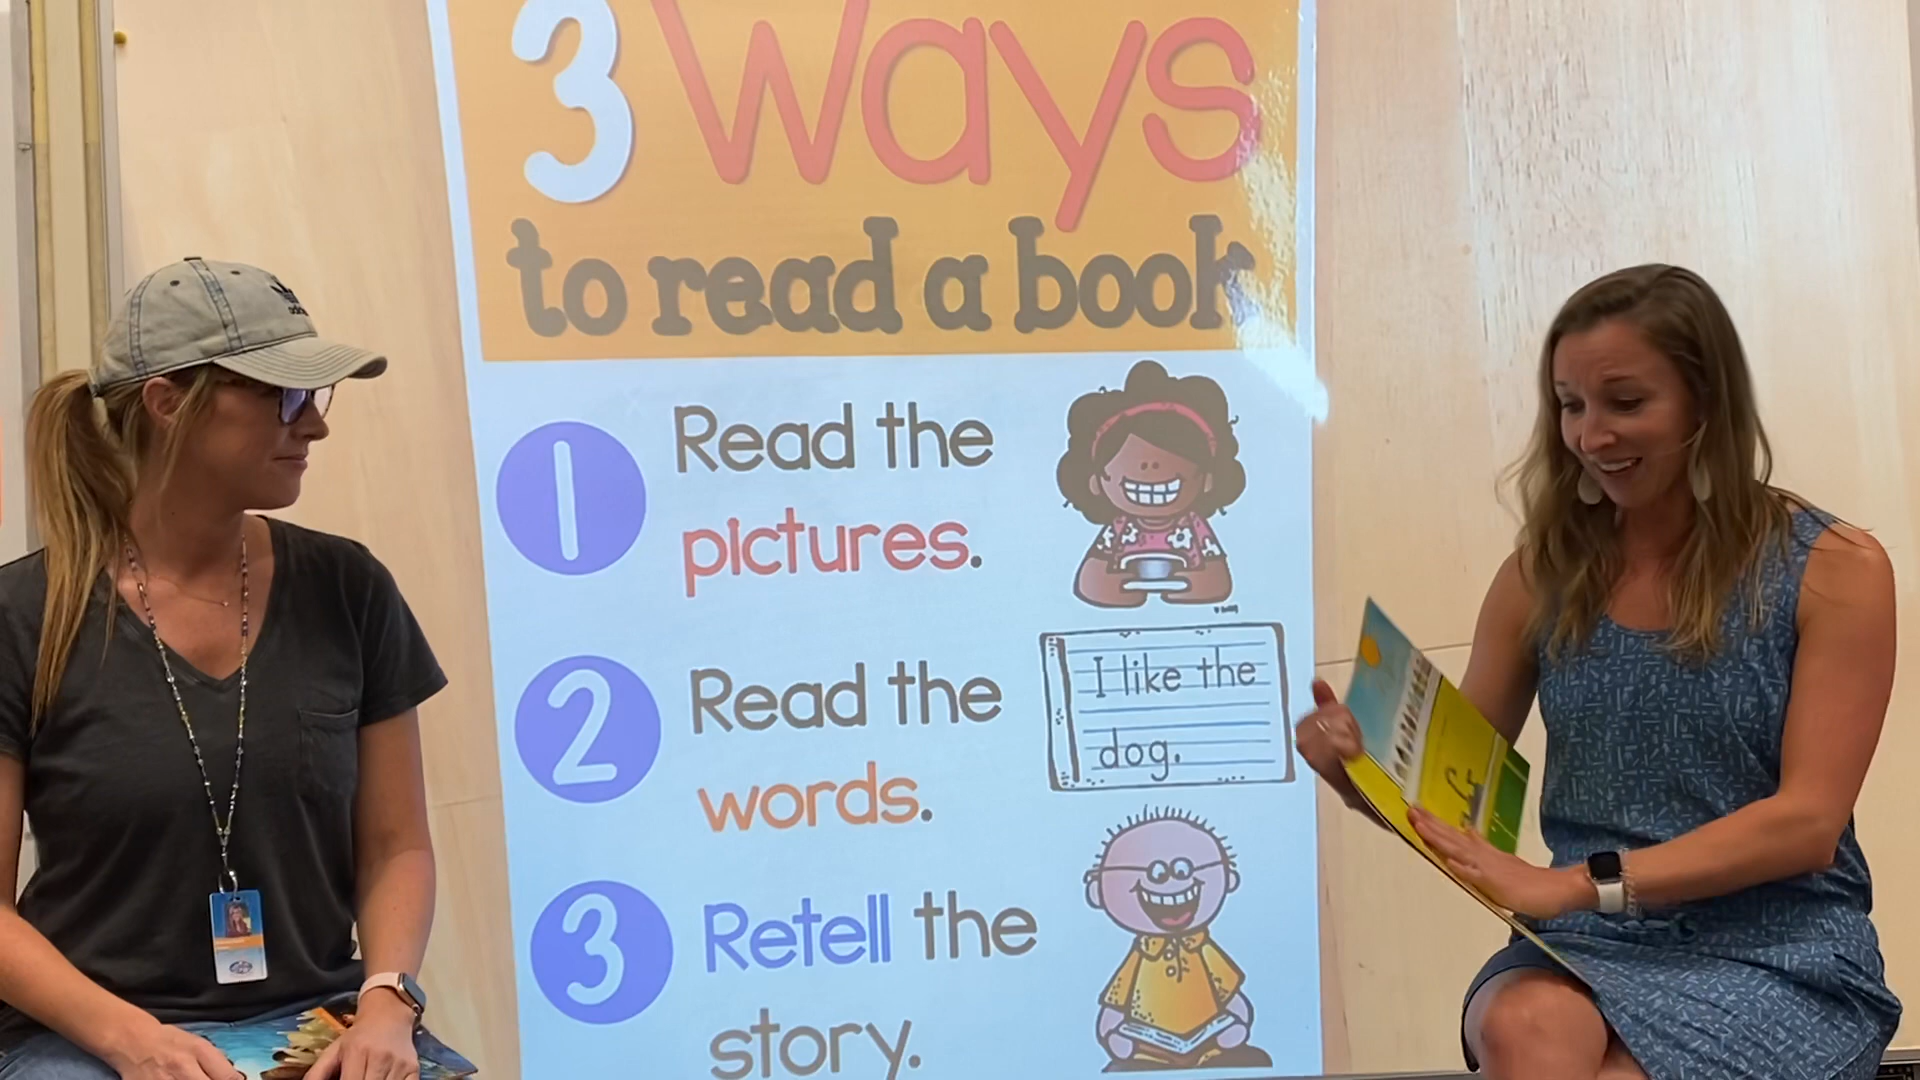 3 Ways
to read a book
1 Read the
pictures.
2 Read the
words.
I like the
dog.
3 Retell the
story.